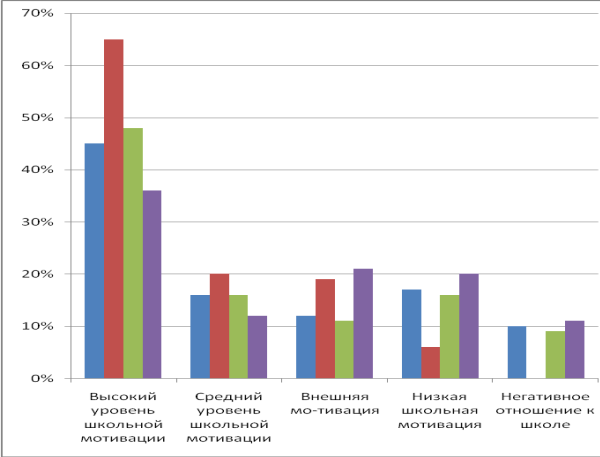 70%
60%
50%
40%
30%
20%
10%
0%
Высокий
уровень
школьной
мотивации
Средний
уровень
школьной
мотивации
Внешняя
мо-тивация
Низкая
школьная
мотивация
Негативное
отношение к
школе